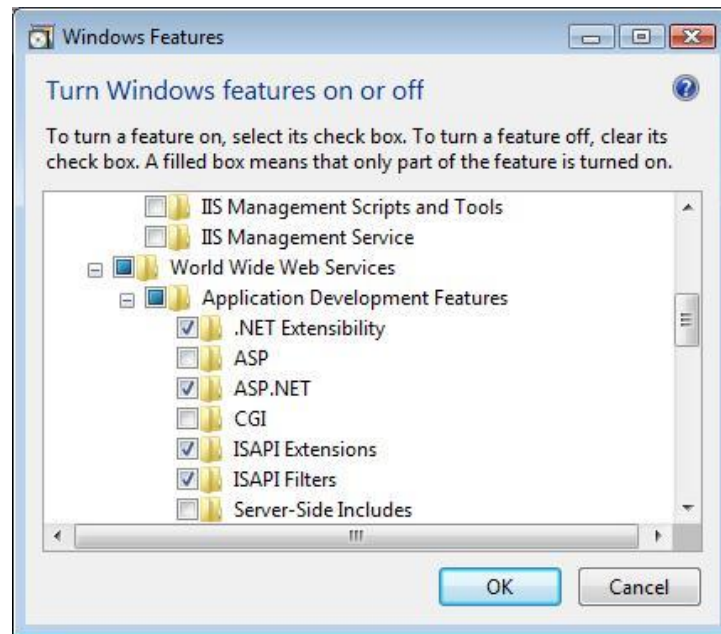 Windows Features
Turn Windows features on or off
To turn a feature on, select its check box. To turn a feature off, clear its
check box. A filled box means that only part of the feature is turned on.
IIS Management Scripts and Tools
IIS Management Service
World Wide Web Services
Application Development Features
.NET Extensibility
ASP
ASP.NET
CGI
ISAPI Extensions
ISAPI Filters
Server-Side Includes
OK Cancel